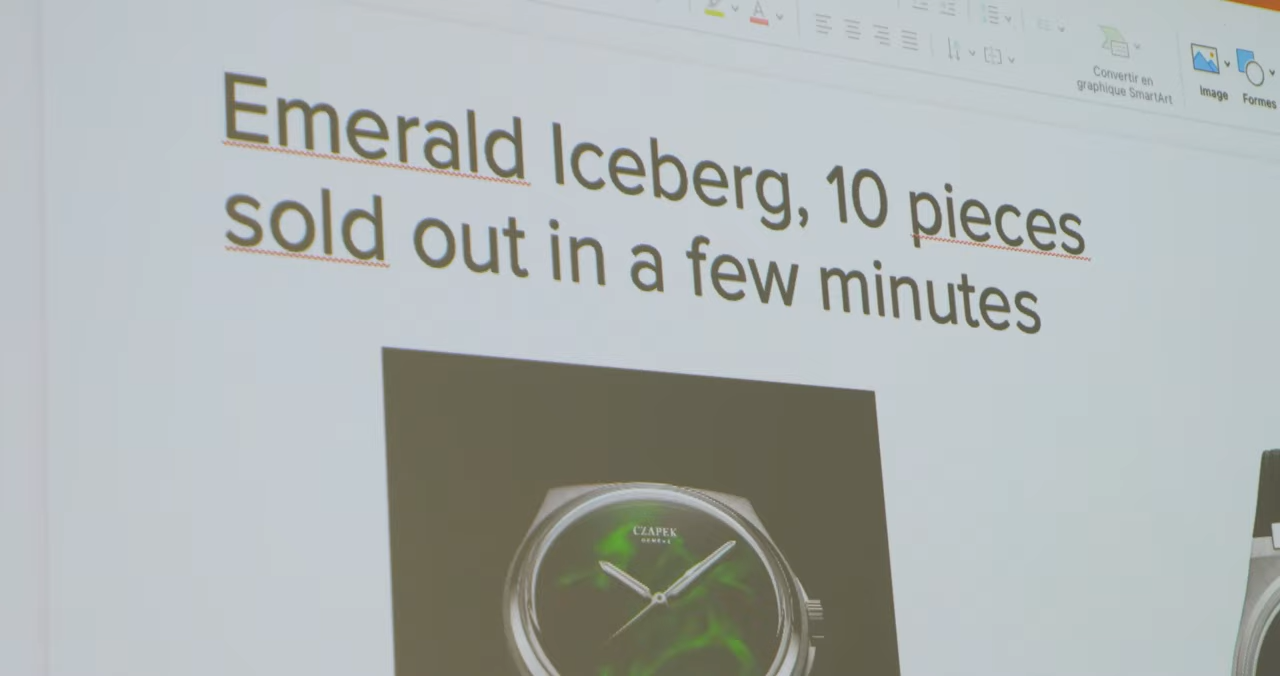 Convertir en
graphique SmartArt
Image
Formes
Emerald Iceberg, 10 pieces
sold out in a few minutes
CZAPEK
GENÈVE